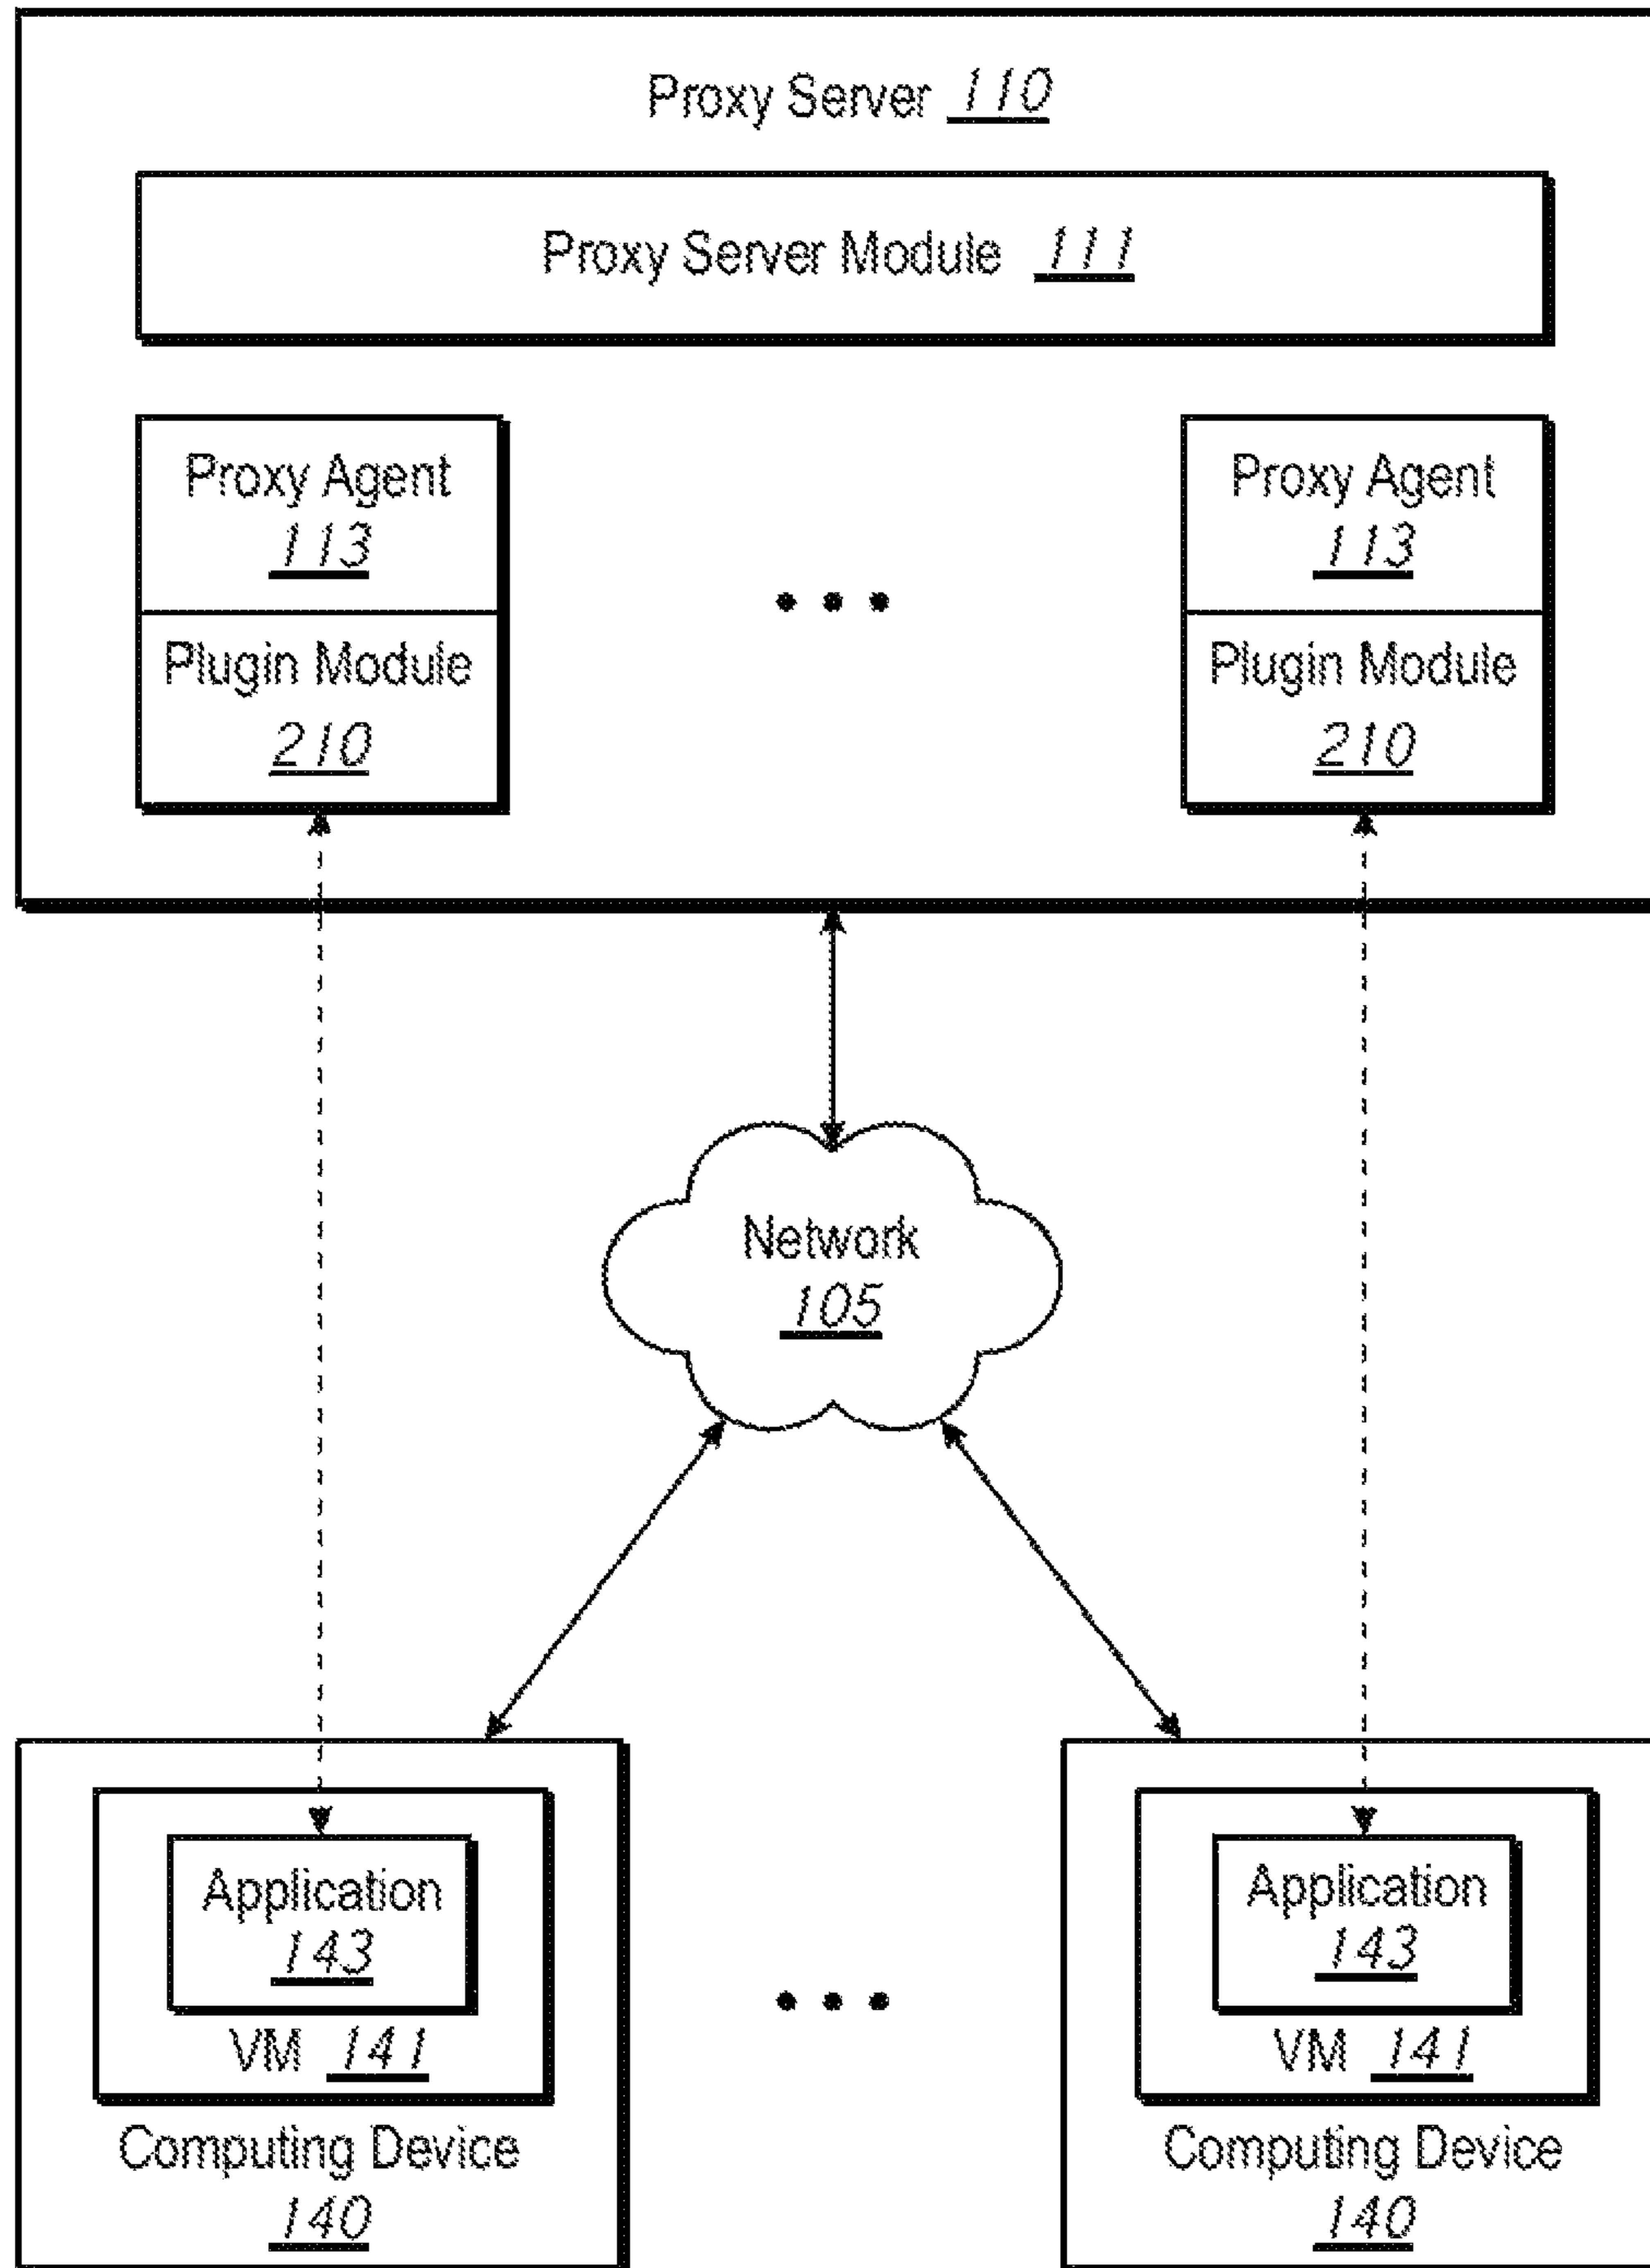 Proxy Server 110
Proxy Server Module 111
Proxy Agent
113
Plugin Module
210
Proxy Agent
113
Plugin Module
210
Network
105
Application
143
VM 141
Computing Device
140
Application
143
VM 141
Computing Device
140